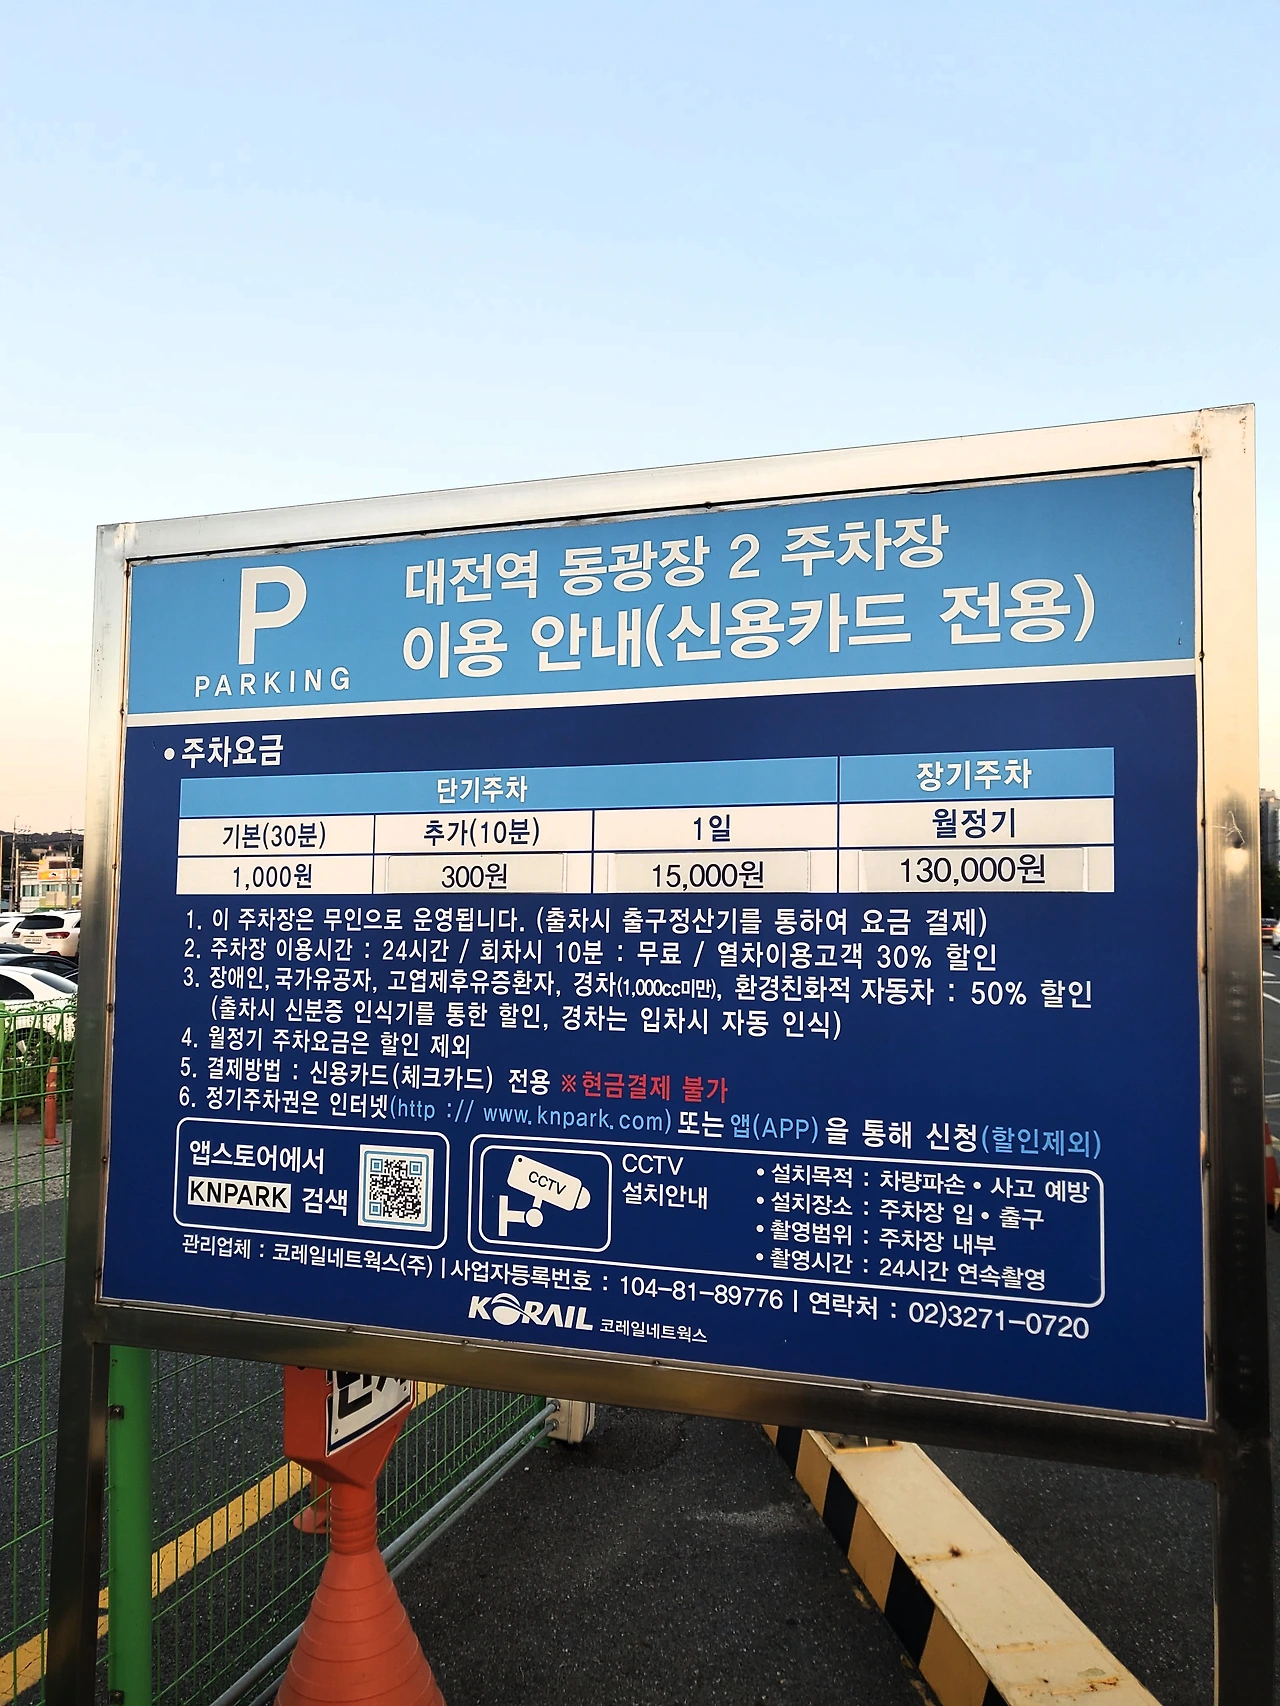 P
PARKING
대전역 동광장 2 주차장
이용 안내(신용카드 전용)
• 주차요금
단기주차 장기주차
기본(30분) 추가(10분) 1일 월정기
1,000원 300원 15,000원 130,000원
1. 이 주차장은 무인으로 운영됩니다. (출차시 출구정산기를 통하여 요금 결제)
2. 주차장 이용시간 : 24시간 / 회차시 10분 : 무료 / 열차이용고객 30% 할인
3. 장애인, 국가유공자, 고엽제후유증환자, 경차(1,000cc미만), 환경친화적 자동차 : 50% 할인
(출차시 신분증 인식기를 통한 할인, 경차는 입차시 자동 인식)
4. 월정기 주차요금은 할인 제외
5. 결제방법 : 신용카드(체크카드) 전용 ※현금결제 불가
6. 정기주차권은 인터넷(http :// www.knpark.com) 또는 앱(APP)을 통해 신청(할인제외)
앱스토어에서
KNPARK 검색
CCTV
CCTV
설치안내
• 설치목적 : 차량파손 • 사고 예방
• 설치장소 : 주차장 입 • 출구
• 촬영범위 : 주차장 내부
• 촬영시간 : 24시간 연속촬영
관리업체 : 코레일네트웍스(주) | 사업자등록번호 : 104-81-89776 | 연락처 : 02)3271-0720
KORAIL 코레일네트웍스